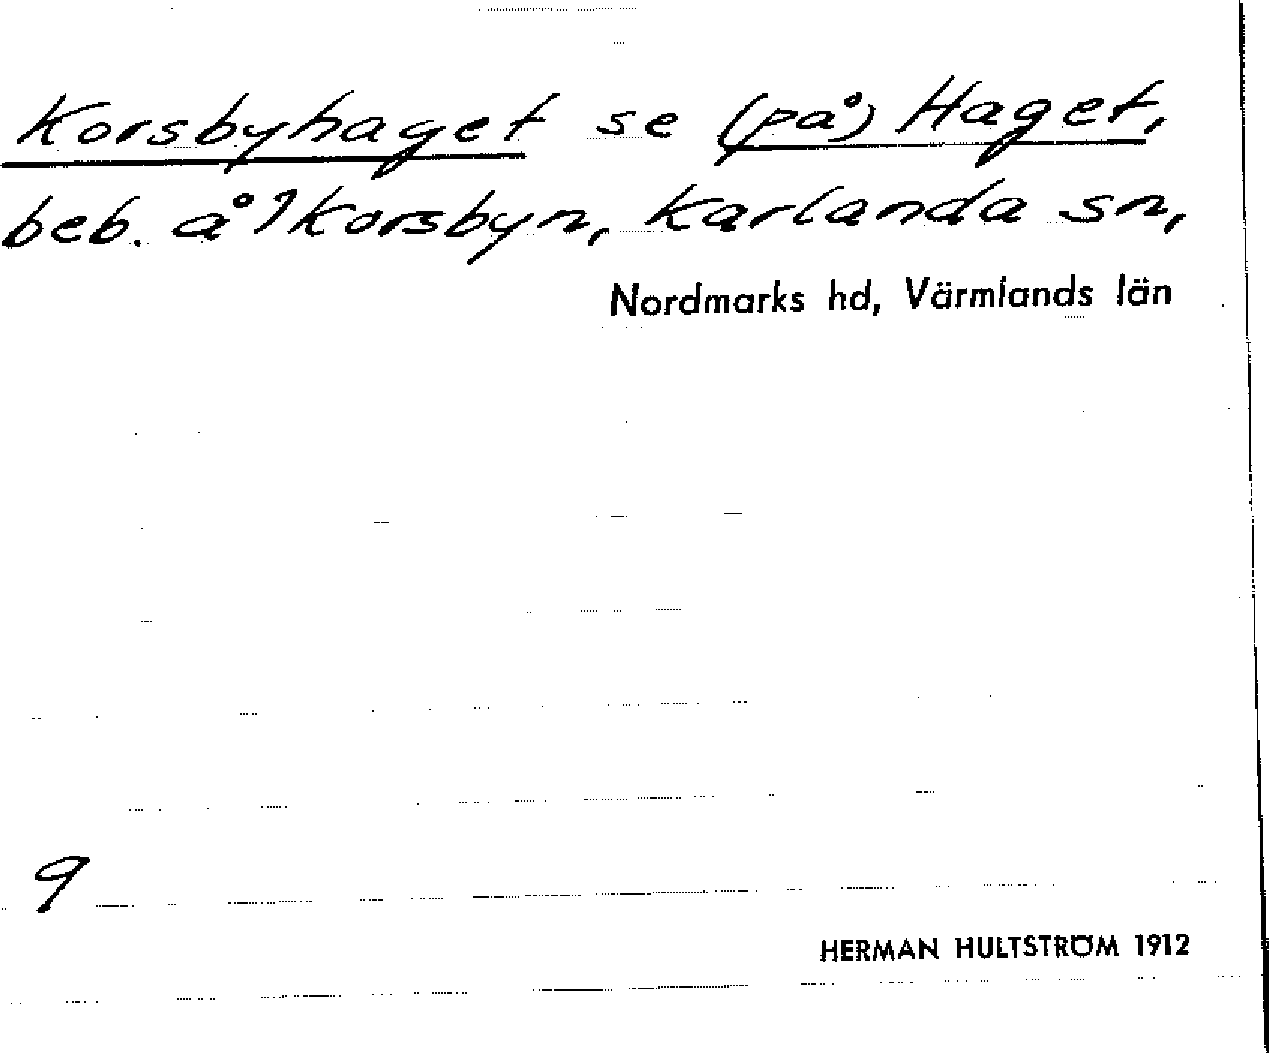 Korsbyhaget se (på) Haget,
beb. å 1 Korsbyn, Karlanda sn,
Nordmarks hd, Värmlands län
9
HERMAN HULTSTRÖM 1912